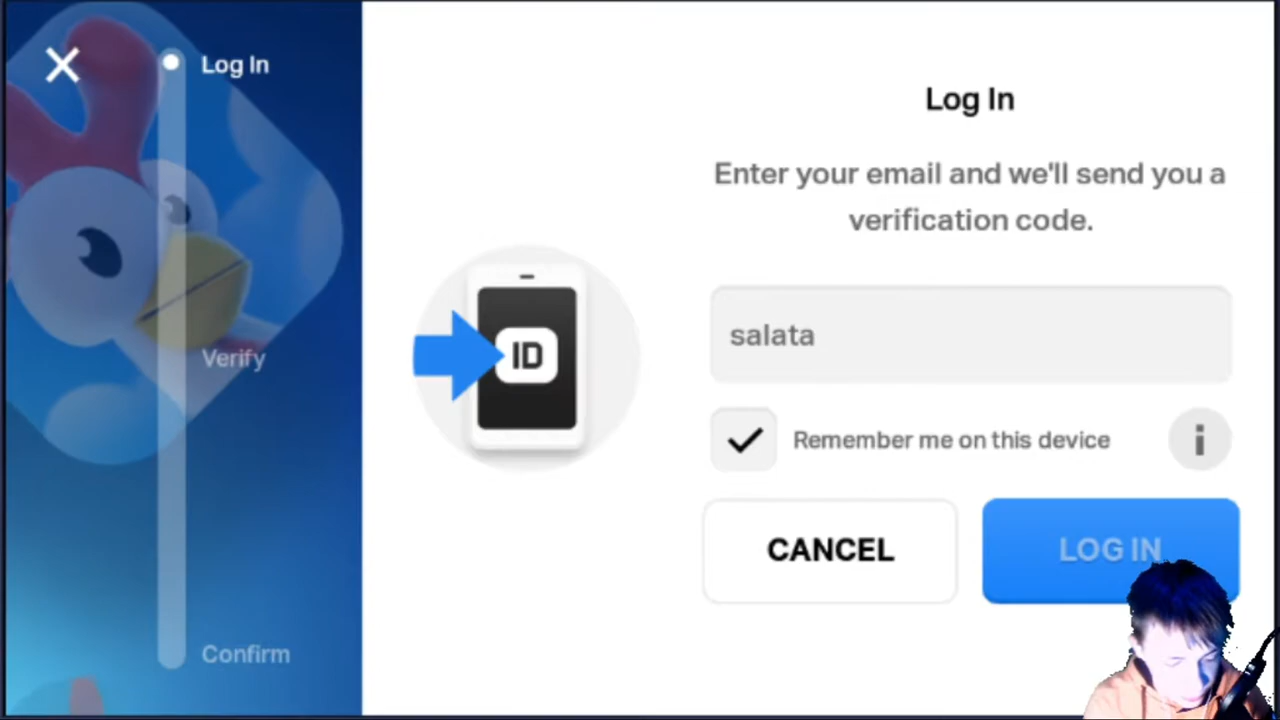 Log In
Verify
Confirm
ID
Log In
Enter your email and we'll send you a
verification code.
salata
Remember me on this device
i
CANCEL
LOG IN